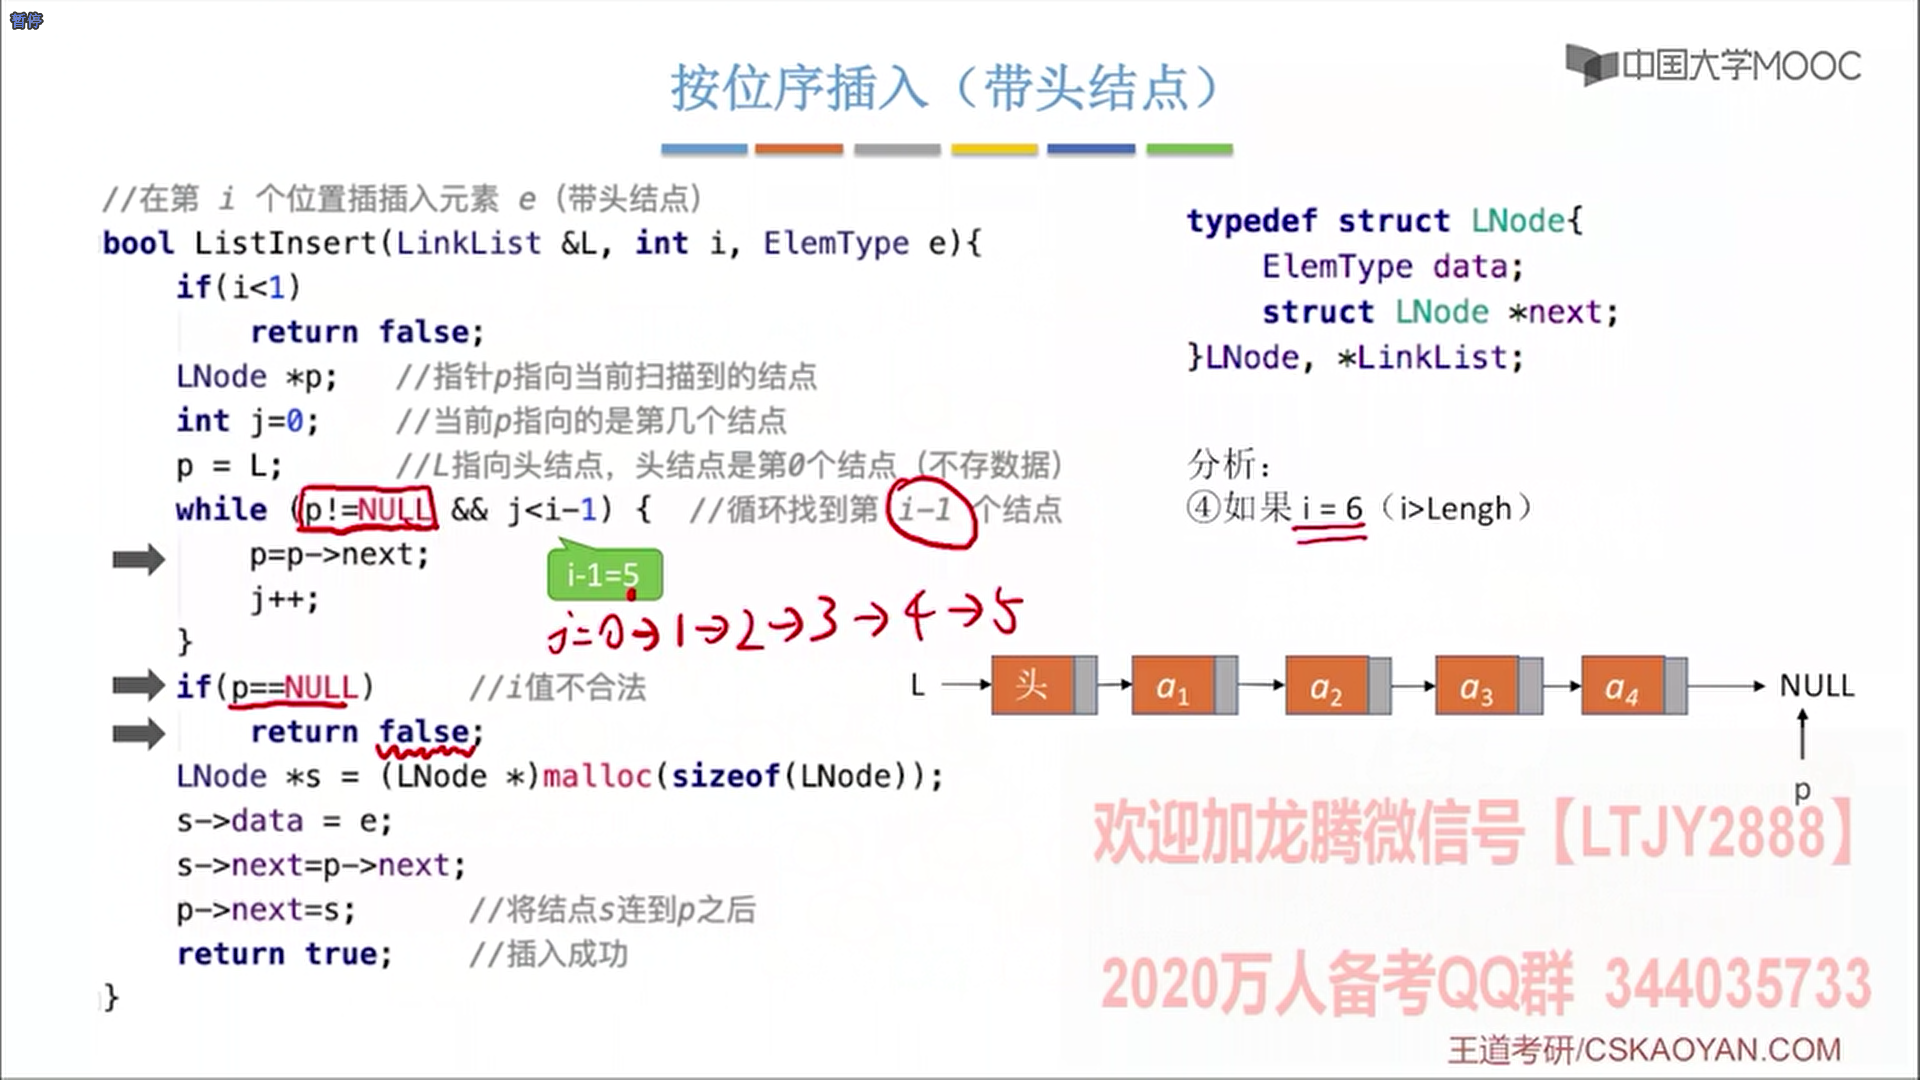 暂停
中国大学MOOC
按位序插入（带头结点）
//在第 i 个位置插插入元素 e（带头结点）
bool ListInsert(LinkList &L, int i, ElemType e){
if(i<1)
return false;
LNode *p; //指针p指向当前扫描到的结点
int j=0; //当前p指向的是第几个结点
p = L; //L指向头结点，头结点是第0个结点（不存数据）
while (p!=NULL && j<i-1) { //循环找到第 i-1 个结点
p=p->next;
j++;
}
i-1=5
j=0→1→2→3→4→5
if(p==NULL) //i值不合法
return false;
LNode *s = (LNode *)malloc(sizeof(LNode));
s->data = e;
s->next=p->next;
p->next=s; //将结点s连到p之后
return true; //插入成功
}
typedef struct LNode{
ElemType data;
struct LNode *next;
}LNode, *LinkList;
分析：
④如果 i = 6（i>Lengh）
L 头 a1 a2 a3 a4 NULL
p
欢迎加龙腾微信号【LTJY2888】
2020万人备考QQ群 344035733
王道考研/CSKAOYAN.COM